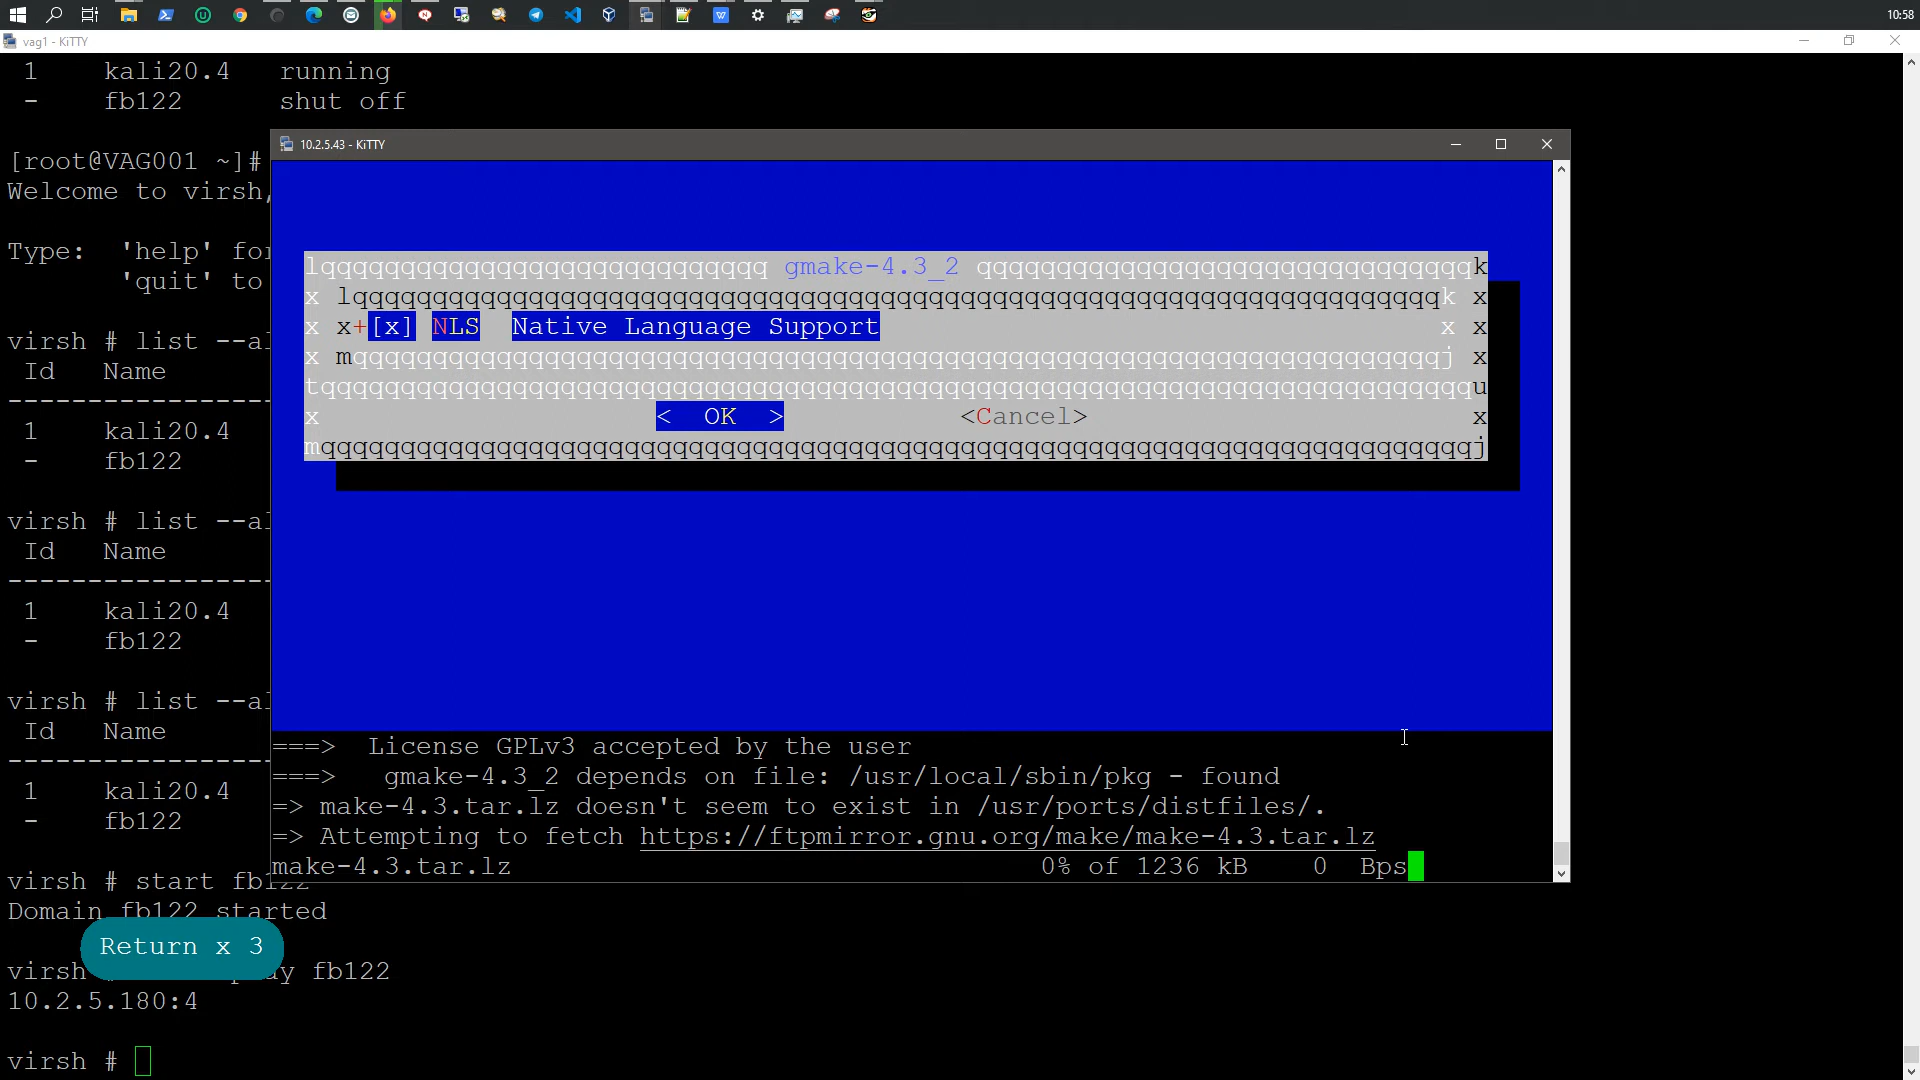 10:58
vag1 - KiTTY
1 kali20.4 running
- fb122 shut off
[root@VAG001 ~]#
Welcome to virsh,
Type: 'help' for
'quit' to
virsh # list --al
Id Name
-----------------
1 kali20.4
- fb122
virsh # list --al
Id Name
-----------------
1 kali20.4
- fb122
virsh # list --al
Id Name
-----------------
1 kali20.4
- fb122
virsh # start fb122
Domain fb122 started
Return x 3
virsh fb122
10.2.5.180:4
virsh #
10.2.5.43 - KiTTY
lqqqqqqqqqqqqqqqqqqqqqqqqqqqq gmake-4.3_2 qqqqqqqqqqqqqqqqqqqqqqqqqqqqqqqk
x lqqqqqqqqqqqqqqqqqqqqqqqqqqqqqqqqqqqqqqqqqqqqqqqqqqqqqqqqqqqqqqqqqqqqk x
x x+[x] NLS Native Language Support x x
x mqqqqqqqqqqqqqqqqqqqqqqqqqqqqqqqqqqqqqqqqqqqqqqqqqqqqqqqqqqqqqqqqqqqqj x
tqqqqqqqqqqqqqqqqqqqqqqqqqqqqqqqqqqqqqqqqqqqqqqqqqqqqqqqqqqqqqqqqqqqqqqqqu
x < OK > <Cancel> x
mqqqqqqqqqqqqqqqqqqqqqqqqqqqqqqqqqqqqqqqqqqqqqqqqqqqqqqqqqqqqqqqqqqqqqqqqj
===> License GPLv3 accepted by the user
===> gmake-4.3_2 depends on file: /usr/local/sbin/pkg - found
=> make-4.3.tar.lz doesn't seem to exist in /usr/ports/distfiles/.
=> Attempting to fetch https://ftpmirror.gnu.org/make/make-4.3.tar.lz
make-4.3.tar.lz 0% of 1236 kB 0 Bps